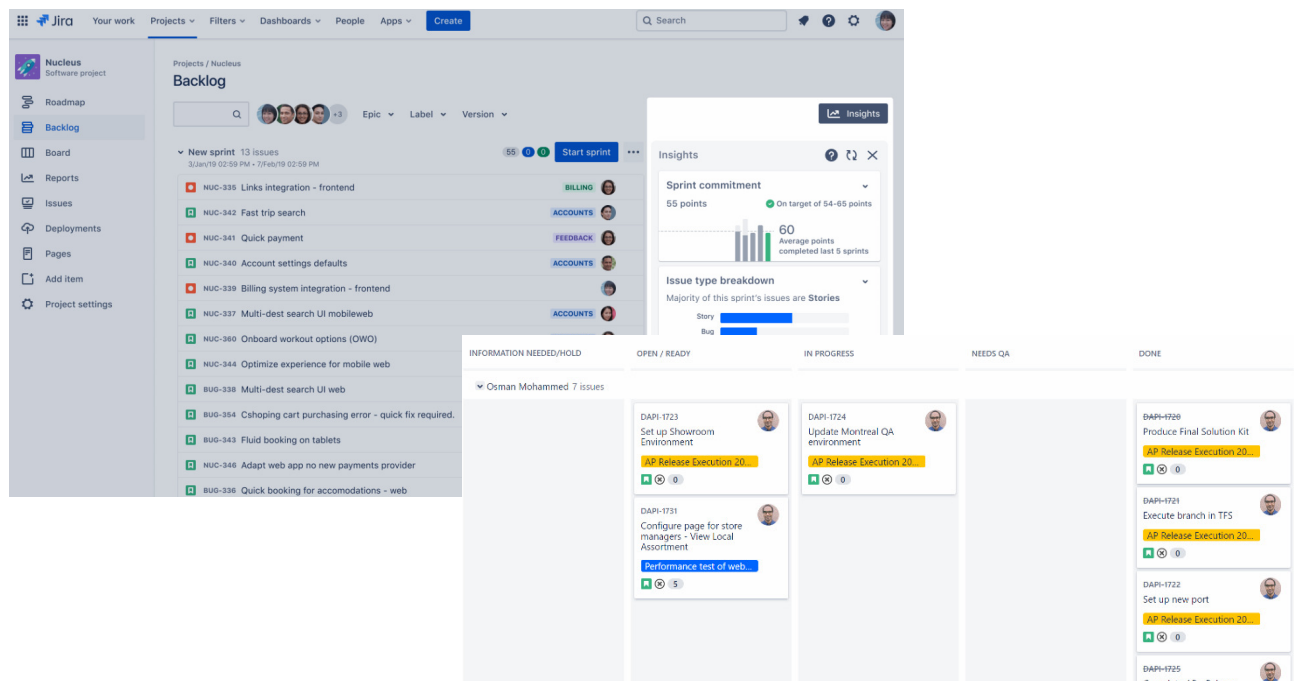 Jira Your work Projects Filters Dashboards People Apps Create Search
Nucleus
Software project
Roadmap
Backlog
Board
Reports
Issues
Deployments
Pages
Add item
Project settings
Projects / Nucleus
Backlog
+3 Epic Label Version
New sprint 13 issues 55 0 0 Start sprint
3/Jan/19 02:59 PM • 7/Feb/19 02:59 PM
NUC-335 Links integration - frontend BILLING
NUC-342 Fast trip search ACCOUNTS
NUC-341 Quick payment FEEDBACK
NUC-340 Account settings defaults ACCOUNTS
NUC-339 Billing system integration - frontend
NUC-337 Multi-dest search UI mobileweb ACCOUNTS
NUC-360 Onboard workout options (OWO)
NUC-344 Optimize experience for mobile web
BUG-338 Multi-dest search UI web
BUG-354 Cshoping cart purchasing error - quick fix required.
BUG-343 Fluid booking on tablets
NUC-346 Adapt web app no new payments provider
BUG-336 Quick booking for accomodations - web
Insights
Insights
Sprint commitment
55 points On target of 54-65 points
60
Average points
completed last 5 sprints
Issue type breakdown
Majority of this sprint's issues are Stories
Story
Bug
INFORMATION NEEDED/HOLD OPEN / READY IN PROGRESS NEEDS QA DONE
Osman Mohammed 7 issues
DAPI-1723
Set up Showroom
Environment
AP Release Execution 20...
0
DAPI-1731
Configure page for store
managers - View Local
Assortment
Performance test of web...
5
DAPI-1724
Update Montreal QA
environment
AP Release Execution 20...
0
DAPI-1720
Produce Final Solution Kit
AP Release Execution 20...
0
DAPI-1721
Execute branch in TFS
AP Release Execution 20...
0
DAPI-1722
Set up new port
AP Release Execution 20...
0
DAPI-1725